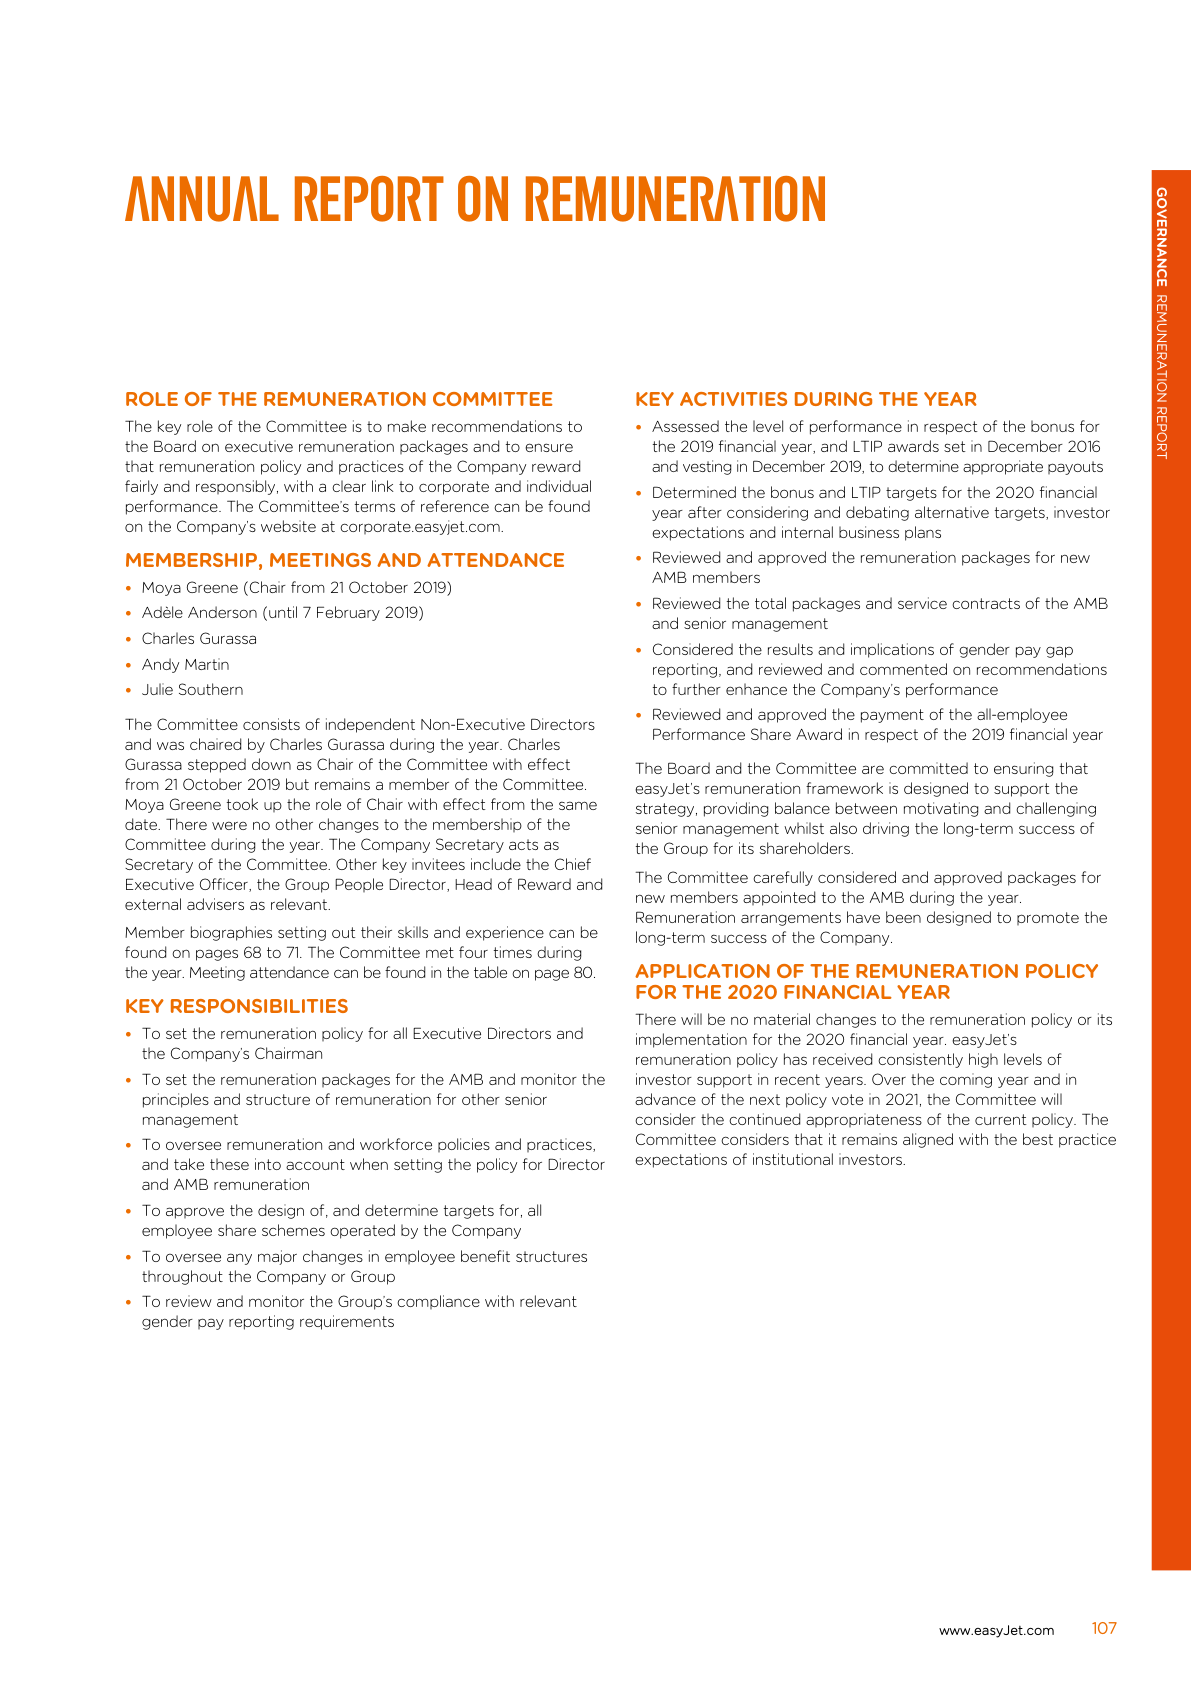 ANNUAL REPORT ON REMUNERATION
GOVERNANCE REMUNERATION REPORT
ROLE OF THE REMUNERATION COMMITTEE
The key role of the Committee is to make recommendations to
the Board on executive remuneration packages and to ensure
that remuneration policy and practices of the Company reward
fairly and responsibly, with a clear link to corporate and individual
performance. The Committee's terms of reference can be found
on the Company's website at corporate.easyjet.com.
MEMBERSHIP, MEETINGS AND ATTENDANCE
• Moya Greene (Chair from 21 October 2019)
• Adèle Anderson (until 7 February 2019)
• Charles Gurassa
• Andy Martin
• Julie Southern
The Committee consists of independent Non-Executive Directors
and was chaired by Charles Gurassa during the year. Charles
Gurassa stepped down as Chair of the Committee with effect
from 21 October 2019 but remains a member of the Committee.
Moya Greene took up the role of Chair with effect from the same
date. There were no other changes to the membership of the
Committee during the year. The Company Secretary acts as
Secretary of the Committee. Other key invitees include the Chief
Executive Officer, the Group People Director, Head of Reward and
external advisers as relevant.
Member biographies setting out their skills and experience can be
found on pages 68 to 71. The Committee met four times during
the year. Meeting attendance can be found in the table on page 80.
KEY RESPONSIBILITIES
• To set the remuneration policy for all Executive Directors and
the Company's Chairman
• To set the remuneration packages for the AMB and monitor the
principles and structure of remuneration for other senior
management
• To oversee remuneration and workforce policies and practices,
and take these into account when setting the policy for Director
and AMB remuneration
• To approve the design of, and determine targets for, all
employee share schemes operated by the Company
• To oversee any major changes in employee benefit structures
throughout the Company or Group
• To review and monitor the Group's compliance with relevant
gender pay reporting requirements
KEY ACTIVITIES DURING THE YEAR
• Assessed the level of performance in respect of the bonus for
the 2019 financial year, and LTIP awards set in December 2016
and vesting in December 2019, to determine appropriate payouts
• Determined the bonus and LTIP targets for the 2020 financial
year after considering and debating alternative targets, investor
expectations and internal business plans
• Reviewed and approved the remuneration packages for new
AMB members
• Reviewed the total packages and service contracts of the AMB
and senior management
• Considered the results and implications of gender pay gap
reporting, and reviewed and commented on recommendations
to further enhance the Company's performance
• Reviewed and approved the payment of the all-employee
Performance Share Award in respect of the 2019 financial year
The Board and the Committee are committed to ensuring that
easyJet's remuneration framework is designed to support the
strategy, providing balance between motivating and challenging
senior management whilst also driving the long-term success of
the Group for its shareholders.
The Committee carefully considered and approved packages for
new members appointed to the AMB during the year.
Remuneration arrangements have been designed to promote the
long-term success of the Company.
APPLICATION OF THE REMUNERATION POLICY
FOR THE 2020 FINANCIAL YEAR
There will be no material changes to the remuneration policy or its
implementation for the 2020 financial year. easyJet's
remuneration policy has received consistently high levels of
investor support in recent years. Over the coming year and in
advance of the next policy vote in 2021, the Committee will
consider the continued appropriateness of the current policy. The
Committee considers that it remains aligned with the best practice
expectations of institutional investors.
www.easyJet.com 107